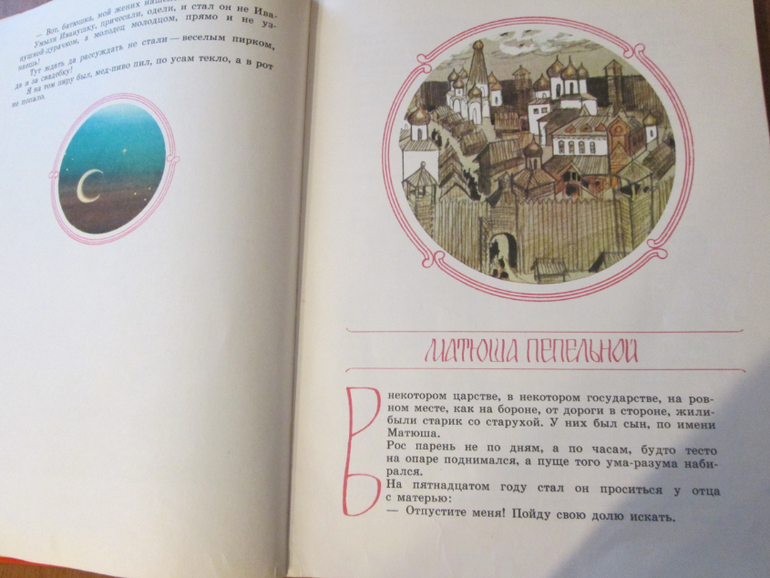 — Вот, батюшка, мой жених
Умыли Иванушку, причесали, одели, и стал он не Ива-
нушкой-дурачком, а молодец молодцом, прямо и не уз-
наешь!
Тут ждать да рассуждать не стали — веселым пирком,
да и за свадебку!
Я на том пиру был, мед-пиво пил, по усам текло, а в рот
не попало.
МАТЮША ПЕПЕЛЬНОЙ
В некотором царстве, в некотором государстве, на ров-
ном месте, как на бороне, от дороги в стороне, жили-
были старик со старухой. У них был сын, по имени
Матюша.
Рос парень не по дням, а по часам, будто тесто
на опаре поднимался, а пуще того ума-разума наби-
рался.
На пятнадцатом году стал он проситься у отца
с матерью:
— Отпустите меня! Пойду свою долю искать.